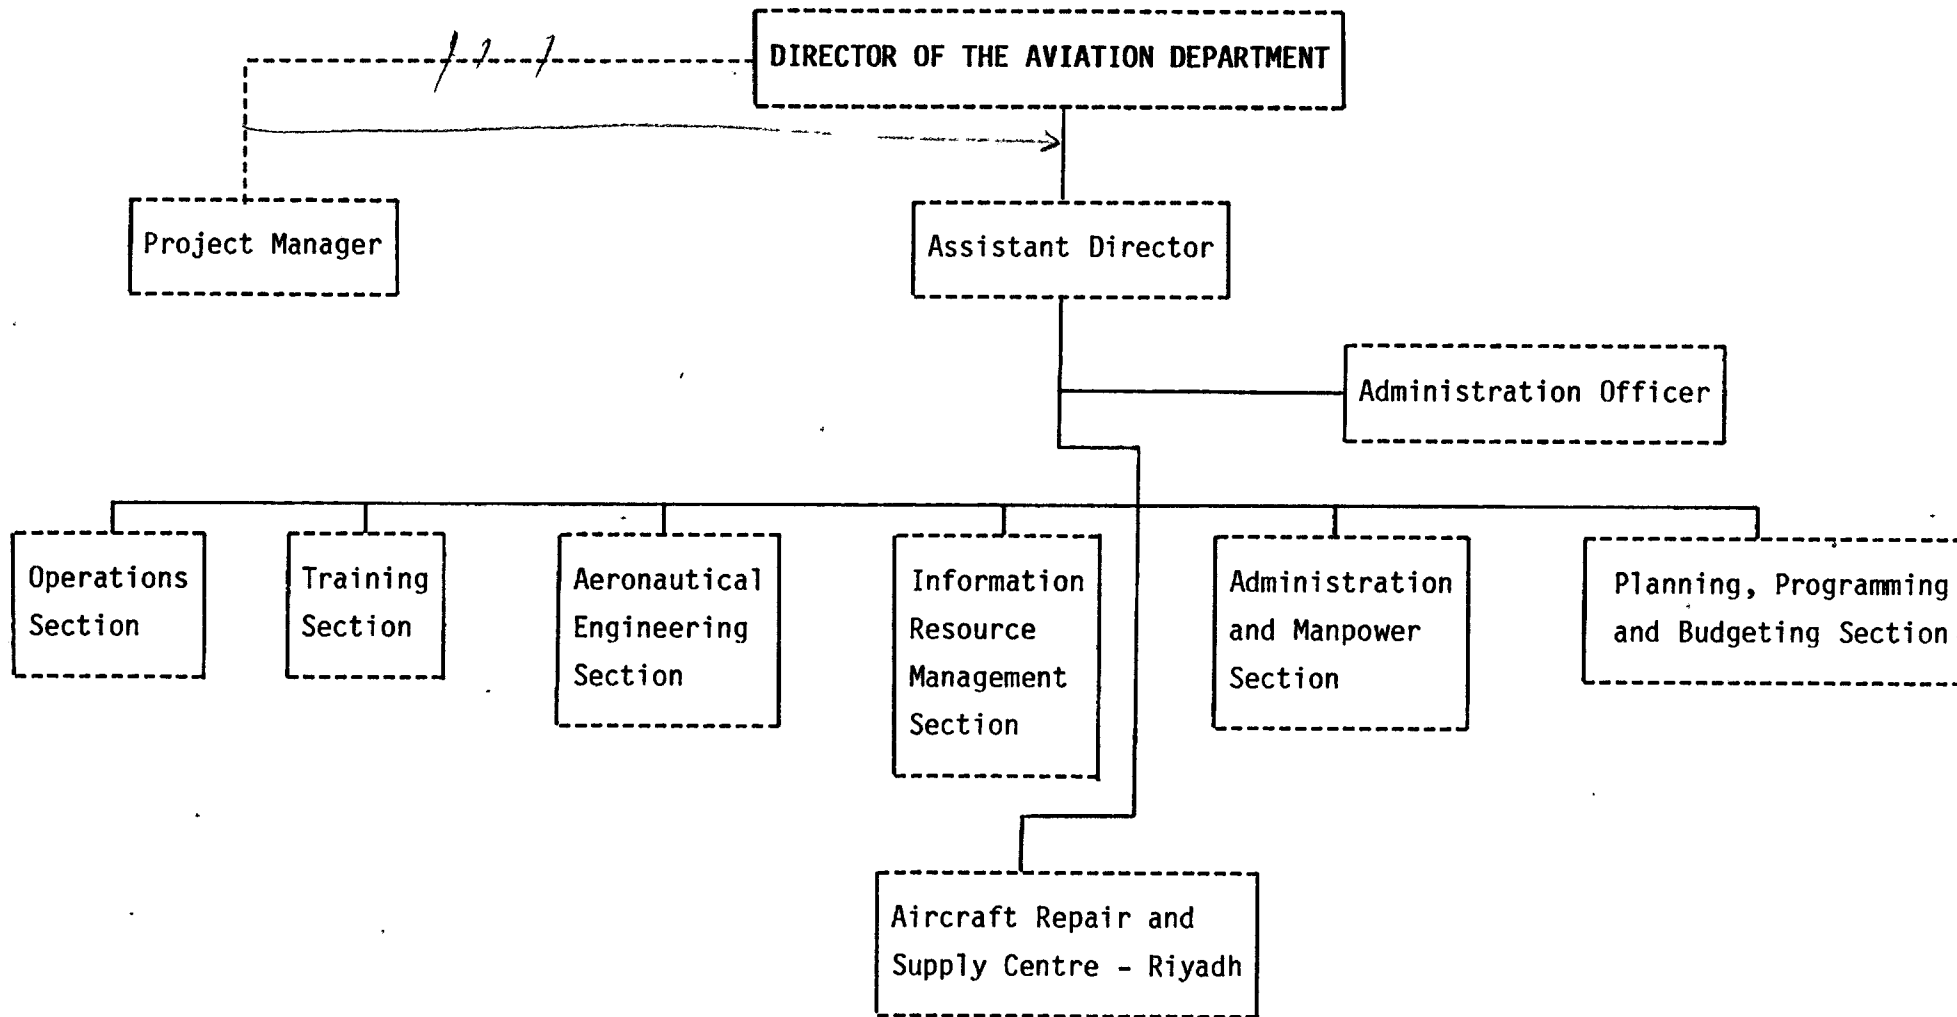 DIRECTOR OF THE AVIATION DEPARTMENT
Project Manager
Assistant Director
Administration Officer
Operations
Section
Training
Section
Aeronautical
Engineering
Section
Information
Resource
Management
Section
Administration
and Manpower
Section
Planning, Programming
and Budgeting Section
Aircraft Repair and
Supply Centre - Riyadh